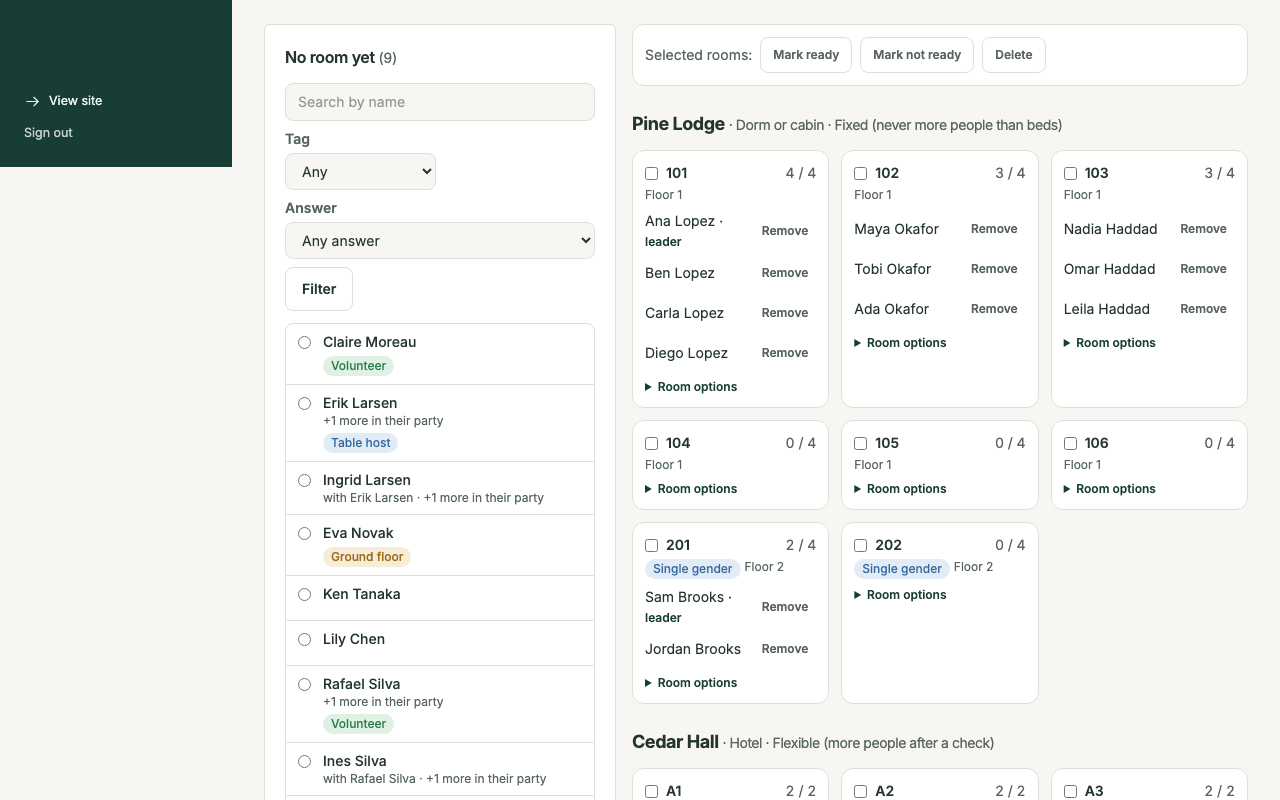 → View site
Sign out
No room yet (9)
Search by name
Tag
Any
Answer
Any answer
Filter
Claire Moreau
Volunteer
Erik Larsen
+1 more in their party
Table host
Ingrid Larsen
with Erik Larsen · +1 more in their party
Eva Novak
Ground floor
Ken Tanaka
Lily Chen
Rafael Silva
+1 more in their party
Volunteer
Ines Silva
with Rafael Silva · +1 more in their party
Selected rooms: Mark ready Mark not ready Delete
Pine Lodge · Dorm or cabin · Fixed (never more people than beds)
101 4 / 4
Floor 1
Ana Lopez ·
leader
Remove
Ben Lopez Remove
Carla Lopez Remove
Diego Lopez Remove
Room options
102 3 / 4
Floor 1
Maya Okafor Remove
Tobi Okafor Remove
Ada Okafor Remove
Room options
103 3 / 4
Floor 1
Nadia Haddad Remove
Omar Haddad Remove
Leila Haddad Remove
Room options
104 0 / 4
Floor 1
Room options
105 0 / 4
Floor 1
Room options
106 0 / 4
Floor 1
Room options
201 2 / 4
Single gender Floor 2
Sam Brooks ·
leader
Remove
Jordan Brooks Remove
Room options
202 0 / 4
Single gender Floor 2
Room options
Cedar Hall · Hotel · Flexible (more people after a check)
A1 2 / 2
A2 2 / 2
A3 2 / 2